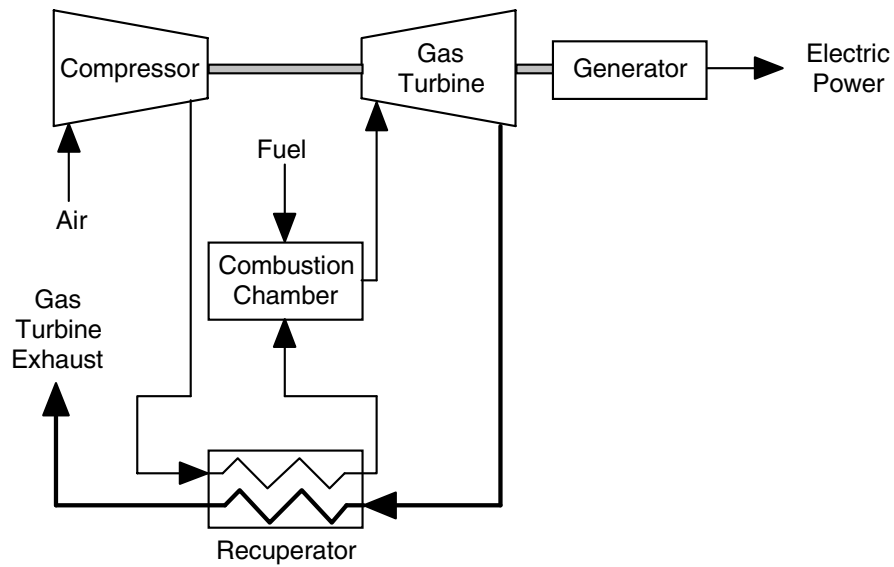 Compressor
Gas
Turbine
Generator
Electric
Power
Air
Fuel
Combustion
Chamber
Gas
Turbine
Exhaust
Recuperator